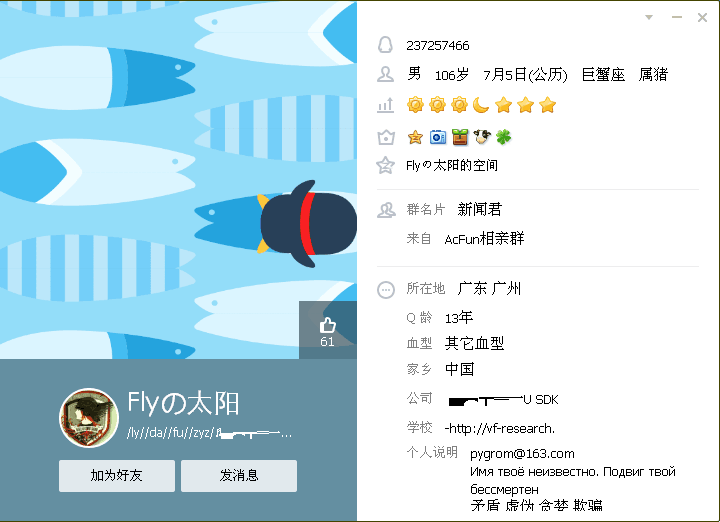 237257466
男 106岁 7月5日(公历) 巨蟹座 属猪
Flyの太阳的空间
群名片 新闻君
来自 AcFun相亲群
61
所在地 广东 广州
Q 龄 13年
血型 其它血型
家乡 中国
公司 U SDK
学校 -http://vf-research.
个人说明 pygrom@163.com
Имя твоё неизвестно. Подвиг твой
бессмертен
矛盾 虚伪 贪婪 欺骗
Flyの太阳
/ly//da//fu//zyz/
加为好友 发消息